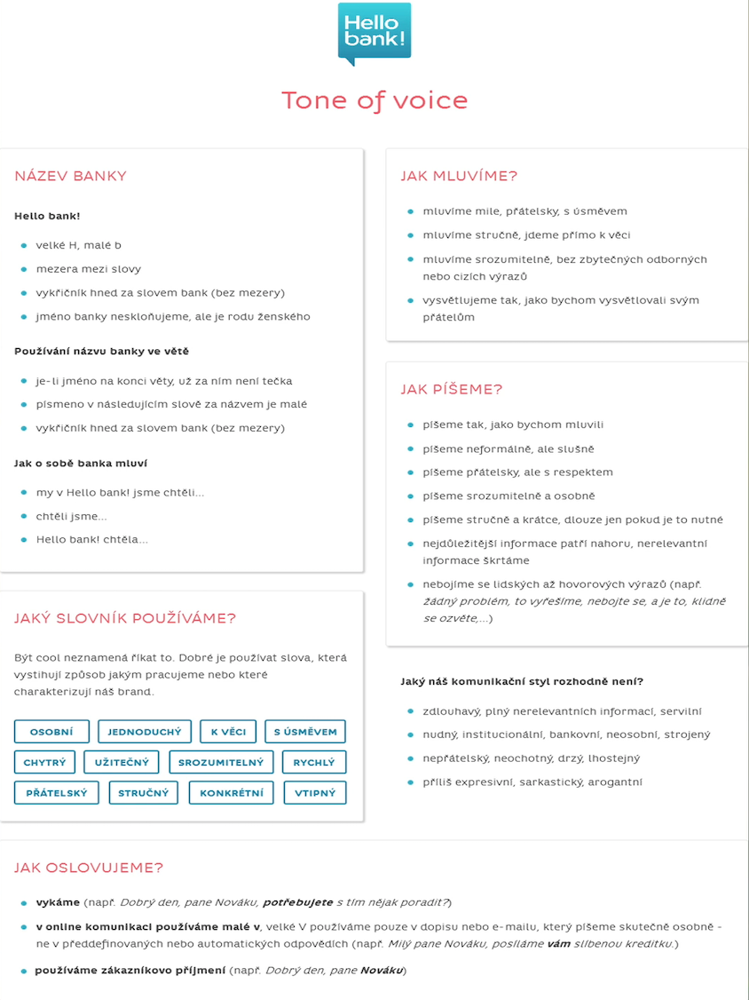 Hello
bank!
Tone of voice
NÁZEV BANKY
Hello bank!
velké H, malé b
mezera mezi slovy
vykřičník hned za slovem bank (bez mezery)
jméno banky neskloňujeme, ale je rodu ženského
Používání názvu banky ve větě
je-li jméno na konci věty, už za ním není tečka
písmeno v následujícím slově za názvem je malé
vykřičník hned za slovem bank (bez mezery)
Jak o sobě banka mluví
my v Hello bank! jsme chtěli...
chtěli jsme...
Hello bank! chtěla...
JAKÝ SLOVNÍK POUŽÍVÁME?
Být cool neznamená říkat to. Dobré je používat slova, která
vystihují způsob jakým pracujeme nebo které
charakterizují náš brand.
OSOBNÍ JEDNODUCHÝ K VĚCI S ÚSMĚVEM
CHYTRÝ UŽITEČNÝ SROZUMITELNÝ RYCHLÝ
PŘÁTELSKÝ STRUČNÝ KONKRÉTNÍ VTIPNÝ
JAK MLUVÍME?
mluvíme mile, přátelsky, s úsměvem
mluvíme stručně, jdeme přímo k věci
mluvíme srozumitelně, bez zbytečných odborných
nebo cizích výrazů
vysvětlujeme tak, jako bychom vysvětlovali svým
přátelům
JAK PÍŠEME?
píšeme tak, jako bychom mluvili
píšeme neformálně, ale slušně
píšeme přátelsky, ale s respektem
píšeme srozumitelně a osobně
píšeme stručně a krátce, dlouze jen pokud je to nutné
nejdůležitější informace patří nahoru, nerelevantní
informace škrtáme
nebojíme se lidských až hovorových výrazů (např.
žádný problém, to vyřešíme, nebojte se, a je to, klidně
se ozvěte,...)
Jaký náš komunikační styl rozhodně není?
zdlouhavý, plný nerelevantních informací, servilní
nudný, institucionální, bankovní, neosobní, strojený
nepřátelský, neochotný, drzý, lhostejný
příliš expresivní, sarkastický, arogantní
JAK OSLOVUJEME?
vykáme (např. Dobrý den, pane Nováku, potřebujete s tím nějak poradit?)
v online komunikaci používáme malé v, velké V používáme pouze v dopisu nebo e-mailu, který píšeme skutečně osobně -
ne v předdefinovaných nebo automatických odpovědích (např. Milý pane Nováku, posíláme vám slíbenou kreditku.)
používáme zákazníkovo příjmení (např. Dobrý den, pane Nováku)